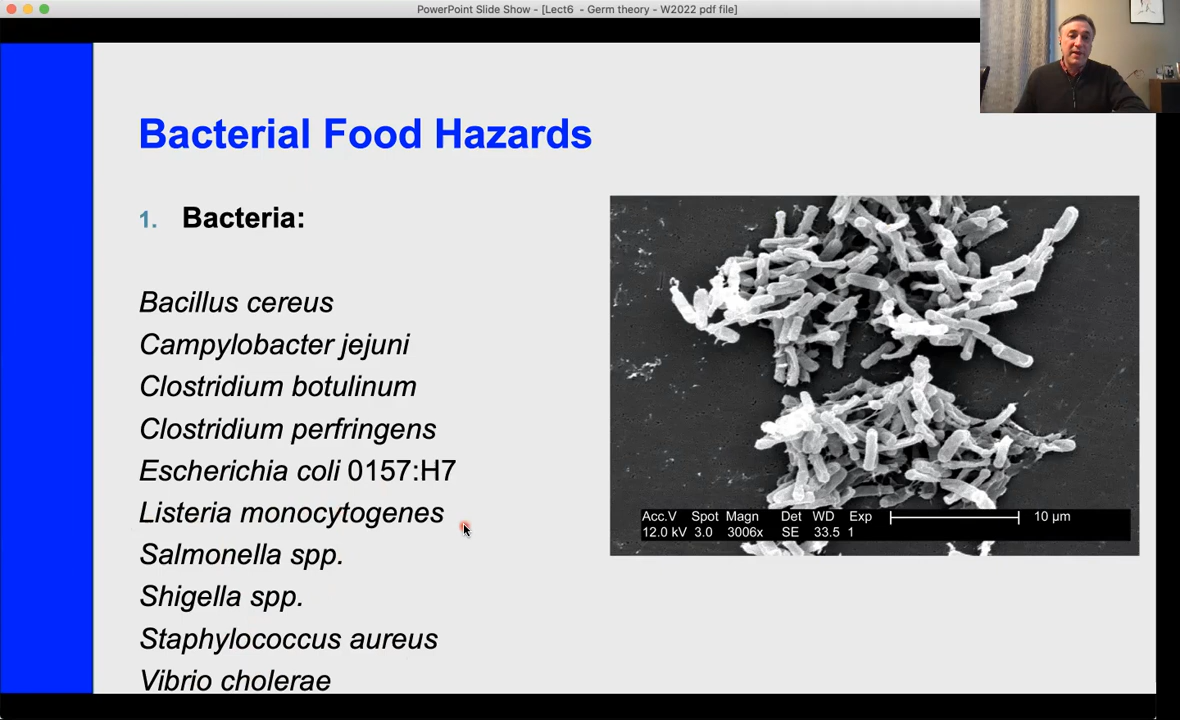 PowerPoint Slide Show - [Lect6 - Germ theory - W2022 pdf file]
Bacterial Food Hazards
1. Bacteria:
Bacillus cereus
Campylobacter jejuni
Clostridium botulinum
Clostridium perfringens
Escherichia coli 0157:H7
Listeria monocytogenes
Salmonella spp.
Shigella spp.
Staphylococcus aureus
Vibrio cholerae
Acc.V Spot Magn Det WD Exp 10 µm
12.0 kV 3.0 3006x SE 33.5 1